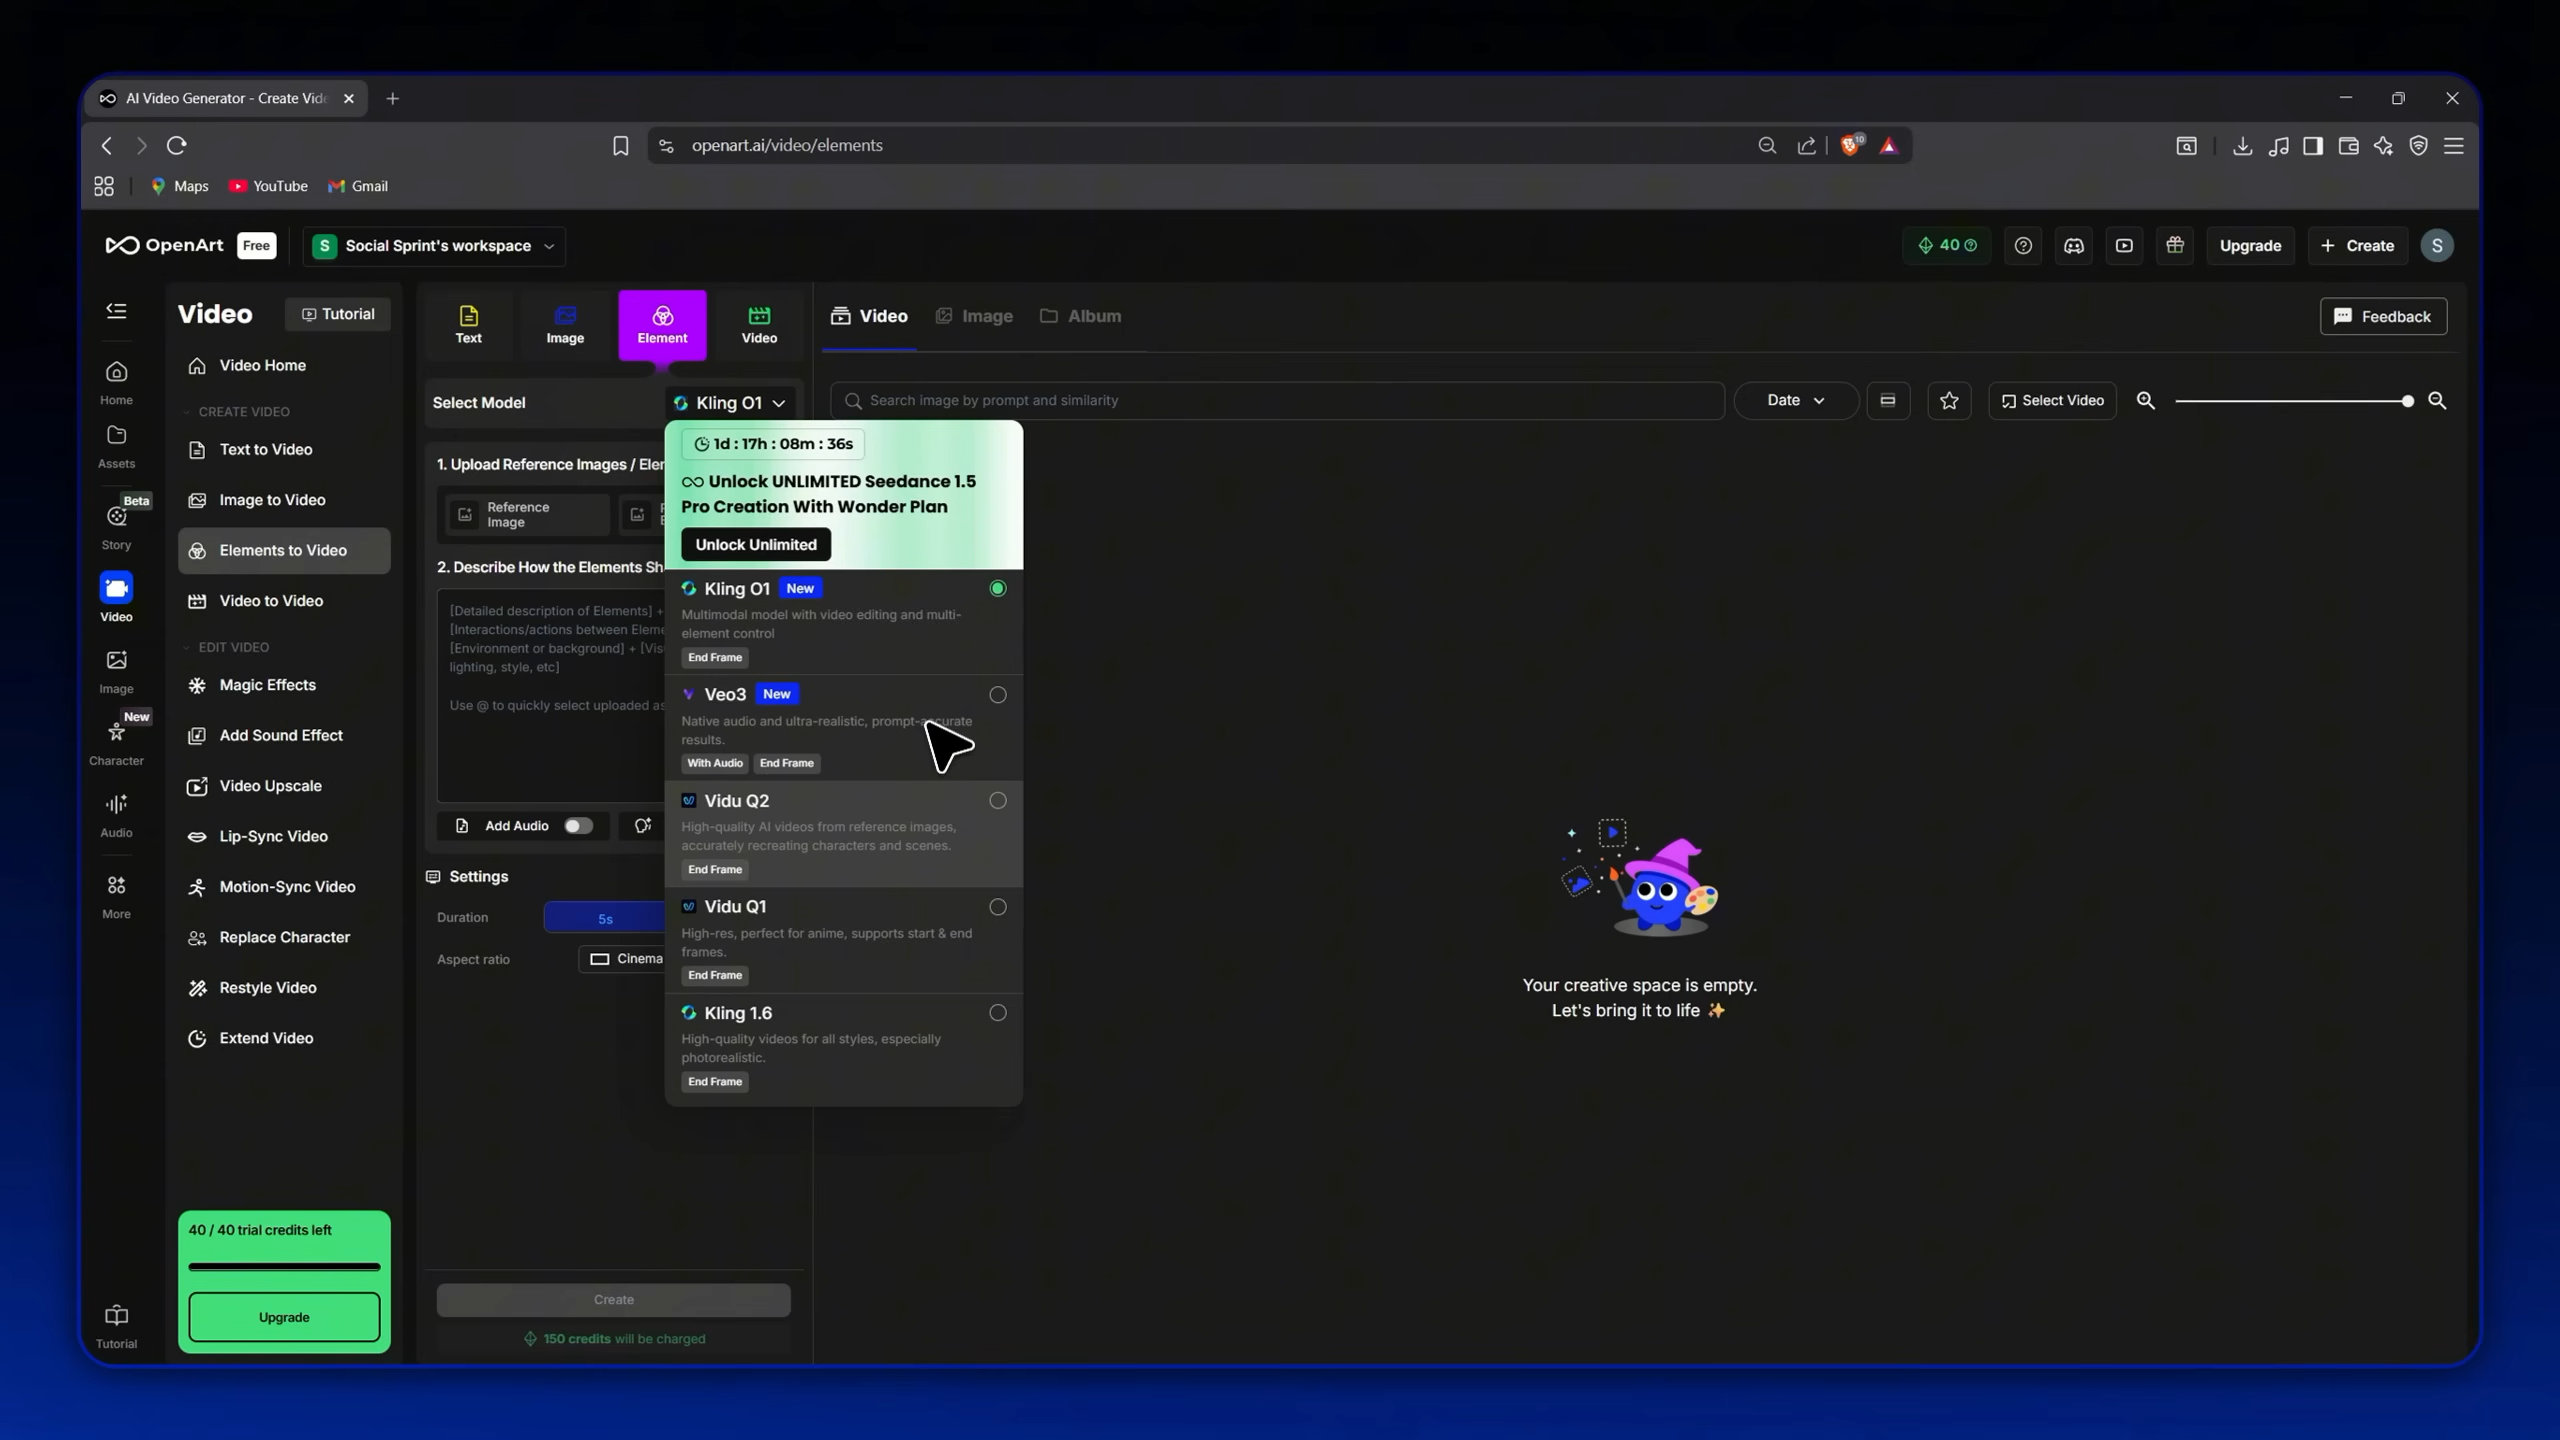 AI Video Generator - Create Vide
openart.ai/video/elements
10
Maps
YouTube
Gmail
OpenArt
Free
S
Social Sprint's workspace
40
Upgrade
+ Create
S
Home
Assets
Beta
Story
Video
Image
New
Character
Audio
More
Tutorial
Video
Tutorial
Video Home
CREATE VIDEO
Text to Video
Image to Video
Elements to Video
Video to Video
EDIT VIDEO
Magic Effects
Add Sound Effect
Video Upscale
Lip-Sync Video
Motion-Sync Video
Replace Character
Restyle Video
Extend Video
40 / 40 trial credits left
Upgrade
Text
Image
Element
Video
Select Model
Kling O1
1. Upload Reference Images / Eler
Reference
Image
2. Describe How the Elements Sh
[Detailed description of Elements] +
[Interactions/actions between Eleme
[Environment or background] + [Vis
lighting, style, etc]
Use @ to quickly select uploaded as
Add Audio
Settings
Duration
5s
Aspect ratio
Cinema
Create
150 credits will be charged
1d : 17h : 08m : 36s
Unlock UNLIMITED Seedance 1.5
Pro Creation With Wonder Plan
Unlock Unlimited
Kling O1
New
Multimodal model with video editing and multi-
element control
End Frame
Veo3
New
Native audio and ultra-realistic, prompt-accurate
results.
With Audio
End Frame
Vidu Q2
High-quality AI videos from reference images,
accurately recreating characters and scenes.
End Frame
Vidu Q1
High-res, perfect for anime, supports start & end
frames.
End Frame
Kling 1.6
High-quality videos for all styles, especially
photorealistic.
End Frame
Video
Image
Album
Feedback
Search image by prompt and similarity
Date
Select Video
Your creative space is empty.
Let's bring it to life ✨